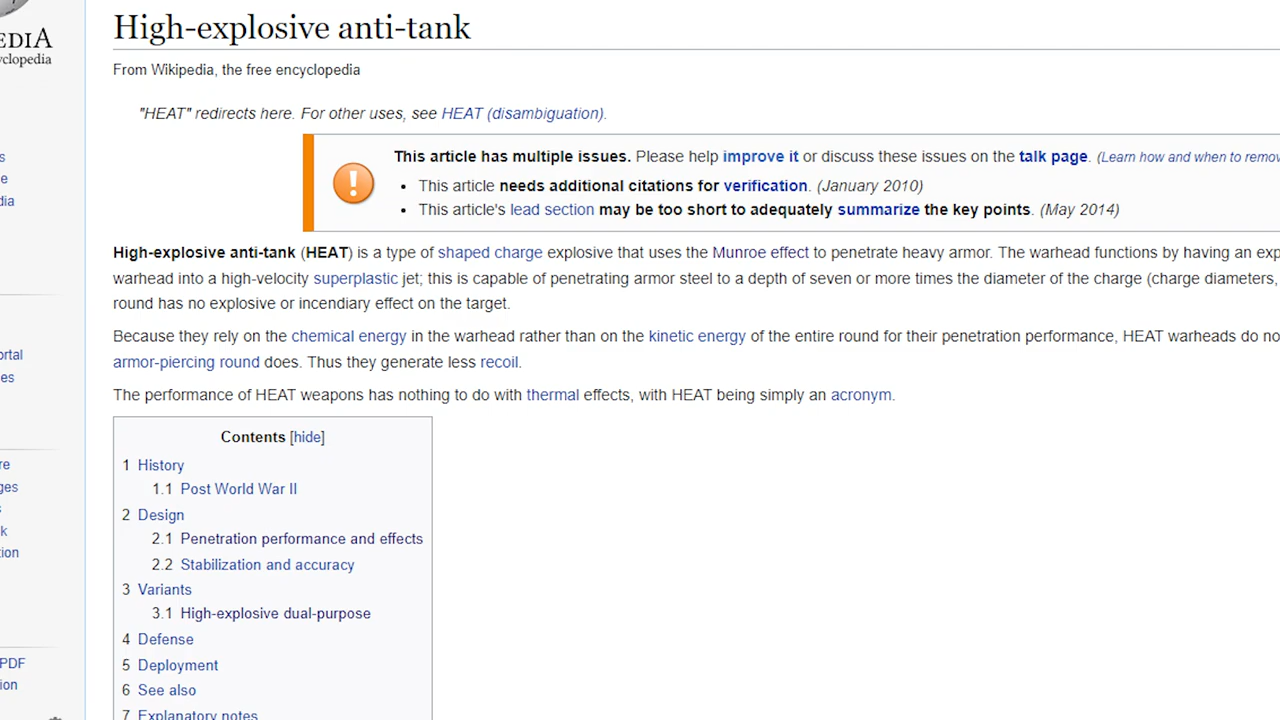 High-explosive anti-tank
EDIA
clopedia
From Wikipedia, the free encyclopedia
"HEAT" redirects here. For other uses, see HEAT (disambiguation).
This article has multiple issues. Please help improve it or discuss these issues on the talk page. (Learn how and when to remov
• This article needs additional citations for verification. (January 2010)
• This article's lead section may be too short to adequately summarize the key points. (May 2014)
High-explosive anti-tank (HEAT) is a type of shaped charge explosive that uses the Munroe effect to penetrate heavy armor. The warhead functions by having an exp
warhead into a high-velocity superplastic jet; this is capable of penetrating armor steel to a depth of seven or more times the diameter of the charge (charge diameters,
round has no explosive or incendiary effect on the target.
Because they rely on the chemical energy in the warhead rather than on the kinetic energy of the entire round for their penetration performance, HEAT warheads do no
armor-piercing round does. Thus they generate less recoil.
The performance of HEAT weapons has nothing to do with thermal effects, with HEAT being simply an acronym.
Contents [hide]
1 History
1.1 Post World War II
2 Design
2.1 Penetration performance and effects
2.2 Stabilization and accuracy
3 Variants
3.1 High-explosive dual-purpose
4 Defense
5 Deployment
6 See also
7 Explanatory notes
s
e
dia
ortal
es
re
ges
s
k
tion
PDF
ion